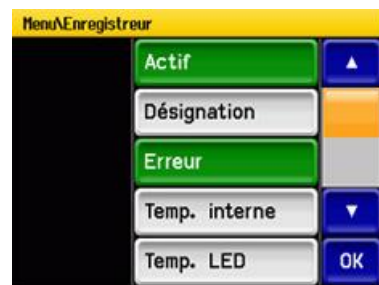 Menu\Enregistreur
Actif
Désignation
Erreur
Temp. interne
Temp. LED
OK